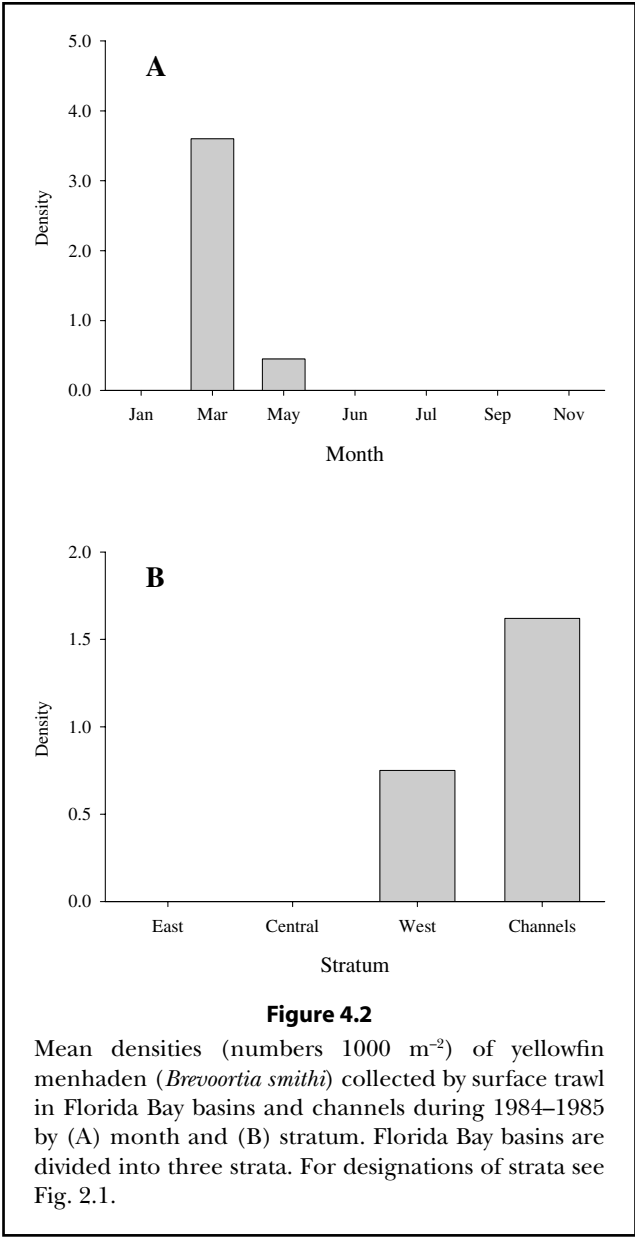 A
5.0
4.0
3.0
2.0
1.0
0.0
Density
Jan Mar May Jun Jul Sep Nov
Month
B
2.0
1.5
1.0
0.5
0.0
Density
East Central West Channels
Stratum
Figure 4.2
Mean densities (numbers 1000 m⁻²) of yellowfin
menhaden (Brevoortia smithi) collected by surface trawl
in Florida Bay basins and channels during 1984–1985
by (A) month and (B) stratum. Florida Bay basins are
divided into three strata. For designations of strata see
Fig. 2.1.